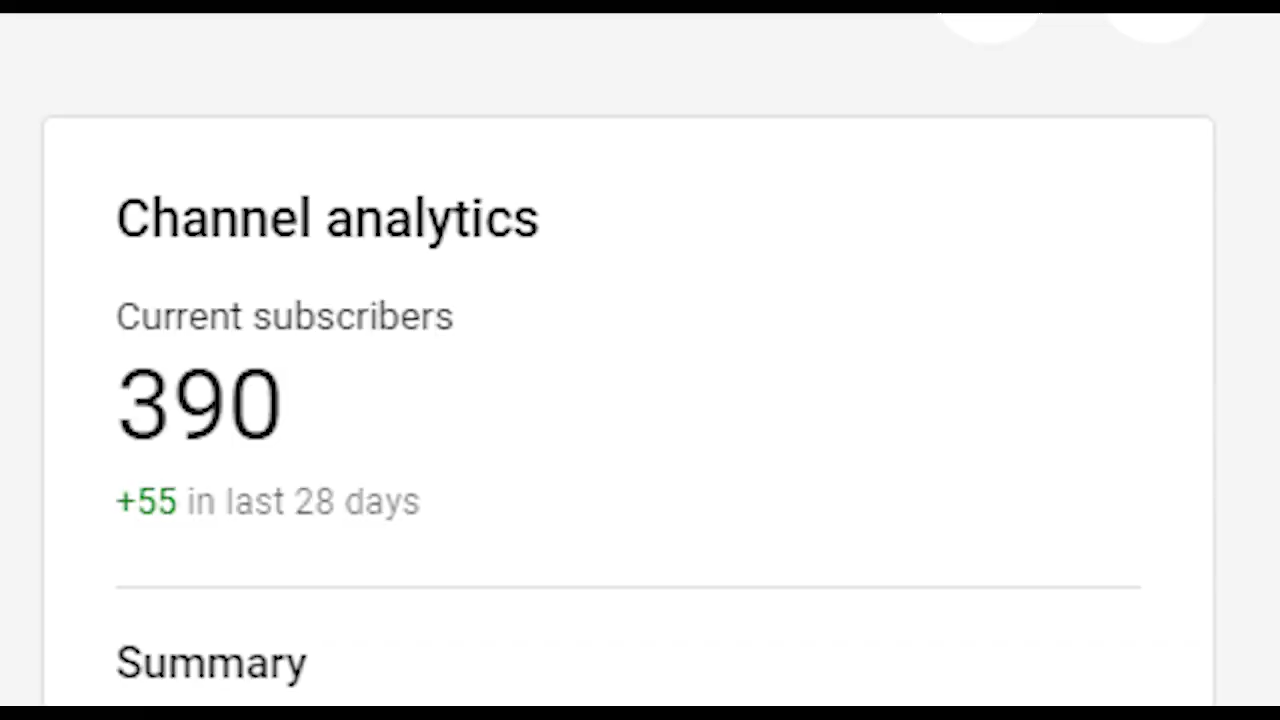 Channel analytics
Current subscribers
390
+55 in last 28 days
Summary